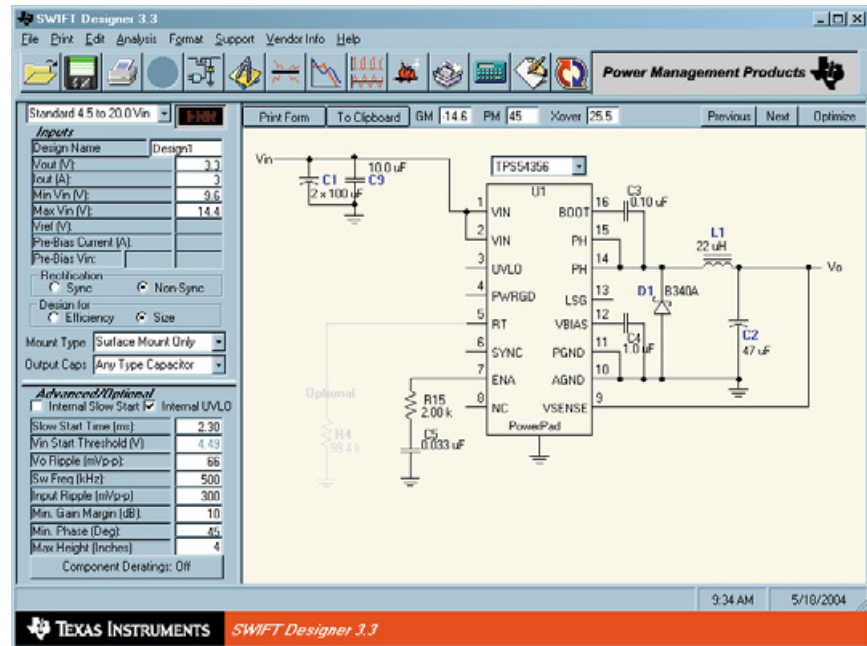 SWIFT Designer 3.3
File Print Edit Analysis Format Support Vendor Info Help
Power Management Products
Standard 4.5 to 20.0 Vin
Print Form To Clipboard GM -14.6 PM 45 Xover 25.5 Previous Next Optimize
Inputs
Design Name Design1
Vout (V): 3.3
Iout (A): 3
Min Vin (V): 9.6
Max Vin (V): 14.4
Vref (V):
Pre-Bias Current (A):
Pre-Bias Vin:
Rectification
Sync Non-Sync
Design for
Efficiency Size
Mount Type Surface Mount Only
Output Caps Any Type Capacitor
Advanced/Optional
Internal Slow Start Internal UVLO
Slow Start Time (ms): 2.30
Vin Start Threshold (V) 4.49
Vo Ripple (mVp-p): 66
Sw Freq (kHz): 500
Input Ripple (mVp-p) 300
Min. Gain Margin (dB): 10
Min. Phase (Deg): 45
Max Height (Inches) 4
Component Deratings: Off
Vin
C1
2 x 100 uF
10.0 uF
C9
TPS54356
U1
1 VIN
2 VIN
3 UVLO
4 PWRGD
5 RT
6 SYNC
7 ENA
8 NC
BOOT 16
PH 15
PH 14
LSG 13
VBIAS 12
PGND 11
AGND 10
VSENSE 9
PowerPad
C3
0.10 uF
L1
22 uH
Vo
D1 B340A
C4
1.0 uF
C2
47 uF
Optional
R4
R15
2.00 k
C5
0.033 uF
9:34 AM 5/18/2004
TEXAS INSTRUMENTS SWIFT Designer 3.3